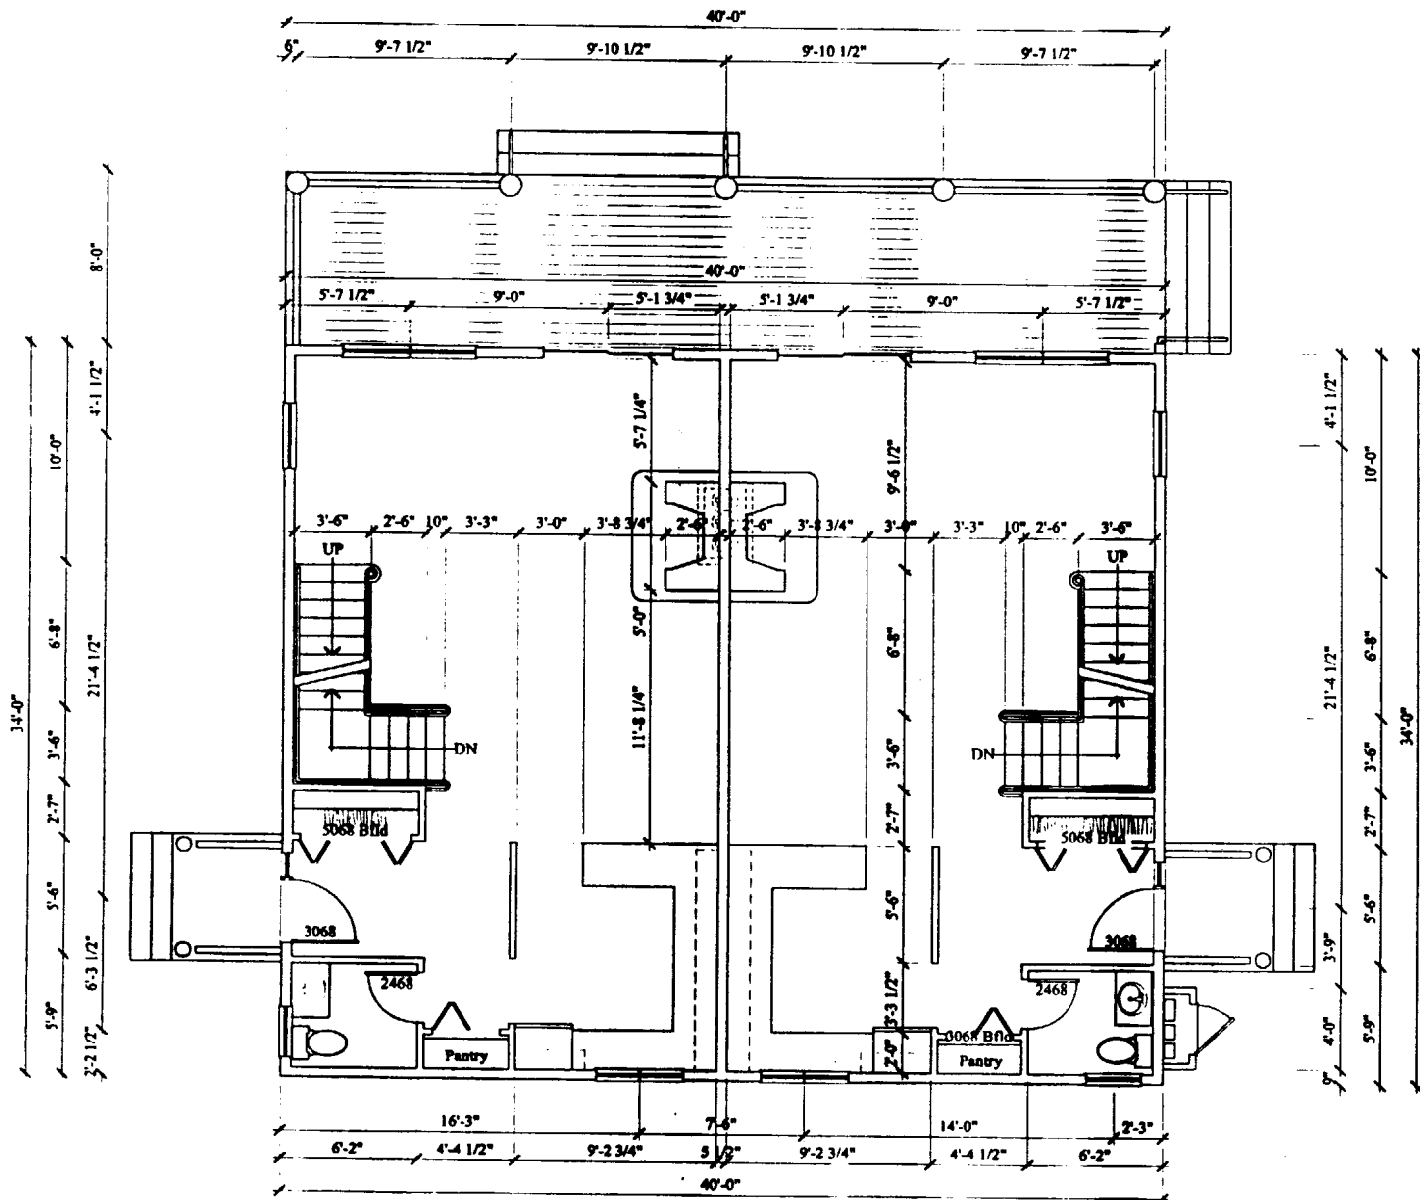 40'-0"
6" 9'-7 1/2" 9'-10 1/2" 9'-10 1/2" 9'-7 1/2"
8'-0"
40'-0"
5'-7 1/2" 9'-0" 5'-1 3/4" 5'-1 3/4" 9'-0" 5'-7 1/2"
4'-1 1/2" 10'-0" 5'-7 1/4" 9'-6 1/2" 4'-1 1/2" 10'-0"
3'-6" 2'-6" 10" 3'-3" 3'-0" 3'-8 3/4" 2'-6" 2'-6" 3'-8 3/4" 3'-0" 3'-3" 10" 2'-6" 3'-6"
UP UP
34'-0" 6'-8" 21'-4 1/2" 5'-0" 6'-8" 21'-4 1/2" 6'-8" 34'-0"
3'-6" DN 11'-8 1/4" 3'-6" DN 3'-6"
2'-7" 5068 Bfld 2'-7" 5068 Bfld 2'-7"
5'-6" 3068 5'-6" 3068 3'-9" 5'-6"
5'-9" 6'-3 1/2" 2468 3'-3 1/2" 2468 4'-0" 5'-9"
3068 Bfld
2'-2 1/2" Pantry 2'-0" Pantry 9"
16'-3" 7'-6" 14'-0" 2'-3"
6'-2" 4'-4 1/2" 9'-2 3/4" 5 1/2" 9'-2 3/4" 4'-4 1/2" 6'-2"
40'-0"